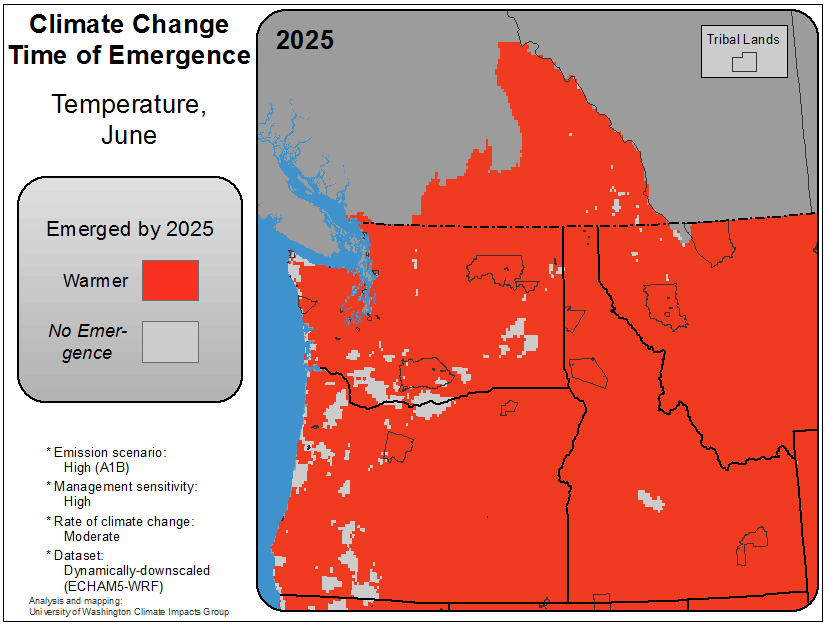 Climate Change
Time of Emergence
Temperature,
June
Emerged by 2025
Warmer
No Emer-
gence
* Emission scenario:
High (A1B)
* Management sensitivity:
High
* Rate of climate change:
Moderate
* Dataset:
Dynamically-downscaled
(ECHAM5-WRF)
Analysis and mapping:
University of Washington Climate Impacts Group
2025
Tribal Lands